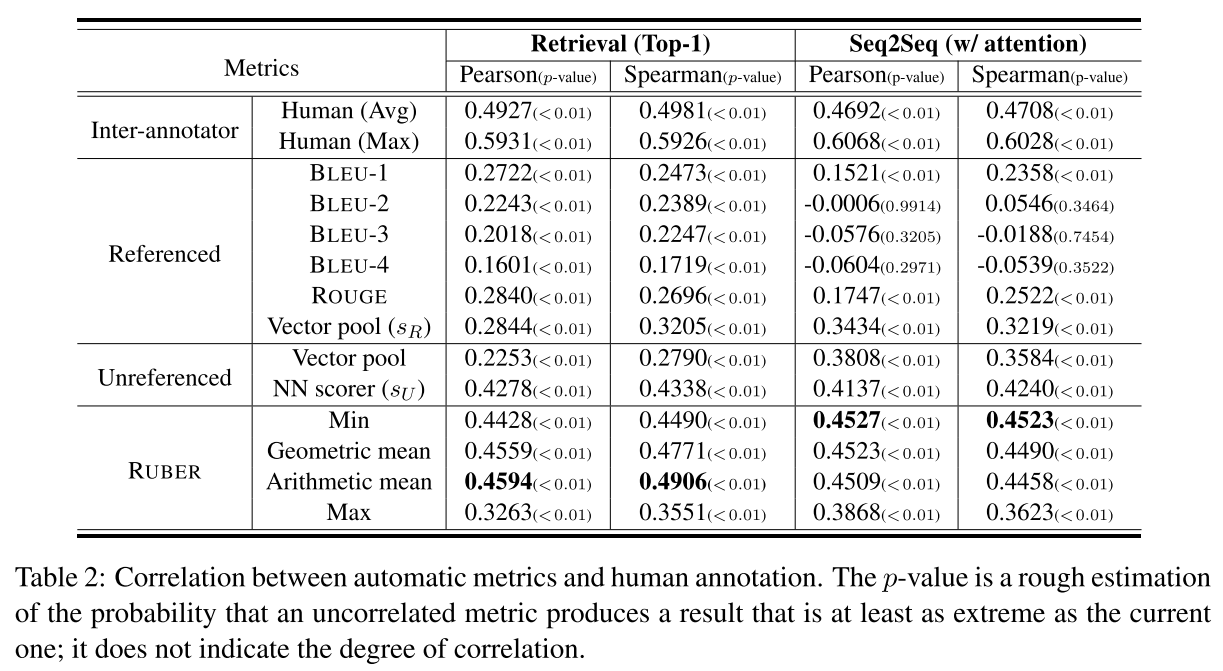 Metrics Retrieval (Top-1) Seq2Seq (w/ attention)
Pearson(p-value) Spearman(p-value) Pearson(p-value) Spearman(p-value)
Inter-annotator Human (Avg) 0.4927(< 0.01) 0.4981(< 0.01) 0.4692(< 0.01) 0.4708(< 0.01)
Human (Max) 0.5931(< 0.01) 0.5926(< 0.01) 0.6068(< 0.01) 0.6028(< 0.01)
Referenced BLEU-1 0.2722(< 0.01) 0.2473(< 0.01) 0.1521(< 0.01) 0.2358(< 0.01)
BLEU-2 0.2243(< 0.01) 0.2389(< 0.01) -0.0006(0.9914) 0.0546(0.3464)
BLEU-3 0.2018(< 0.01) 0.2247(< 0.01) -0.0576(0.3205) -0.0188(0.7454)
BLEU-4 0.1601(< 0.01) 0.1719(< 0.01) -0.0604(0.2971) -0.0539(0.3522)
ROUGE 0.2840(< 0.01) 0.2696(< 0.01) 0.1747(< 0.01) 0.2522(< 0.01)
Vector pool (sR) 0.2844(< 0.01) 0.3205(< 0.01) 0.3434(< 0.01) 0.3219(< 0.01)
Unreferenced Vector pool 0.2253(< 0.01) 0.2790(< 0.01) 0.3808(< 0.01) 0.3584(< 0.01)
NN scorer (sU) 0.4278(< 0.01) 0.4338(< 0.01) 0.4137(< 0.01) 0.4240(< 0.01)
RUBER Min 0.4428(< 0.01) 0.4490(< 0.01) 0.4527(< 0.01) 0.4523(< 0.01)
Geometric mean 0.4559(< 0.01) 0.4771(< 0.01) 0.4523(< 0.01) 0.4490(< 0.01)
Arithmetic mean 0.4594(< 0.01) 0.4906(< 0.01) 0.4509(< 0.01) 0.4458(< 0.01)
Max 0.3263(< 0.01) 0.3551(< 0.01) 0.3868(< 0.01) 0.3623(< 0.01)
Table 2: Correlation between automatic metrics and human annotation. The p-value is a rough estimation
of the probability that an uncorrelated metric produces a result that is at least as extreme as the current
one; it does not indicate the degree of correlation.